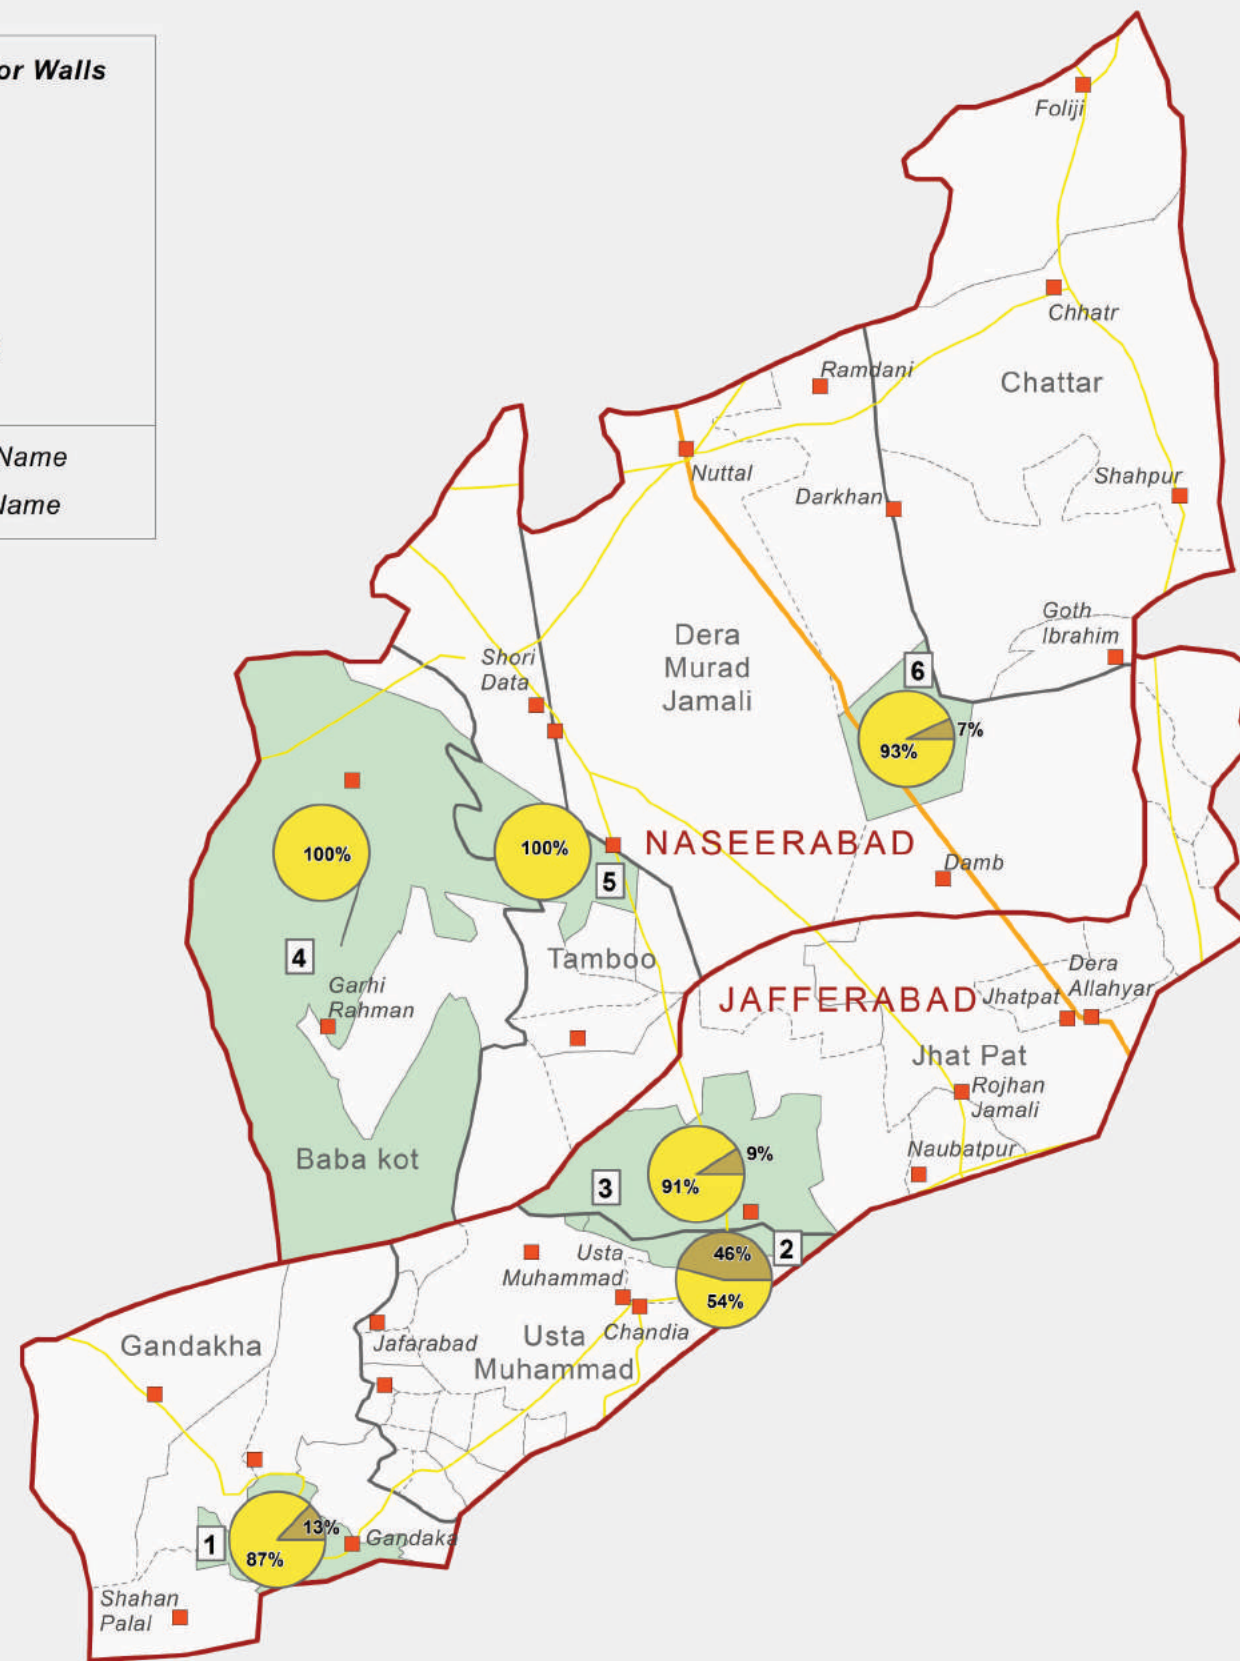 or Walls
Name
Name
Foliji
Chhatr
Ramdani
Chattar
Nuttal
Shahpur
Darkhan
Goth
Ibrahim
Dera
Murad
Jamali
Shori
Data
6
7%
93%
100%
100%
NASEERABAD
5
Damb
4
Tamboo
Garhi
Rahman
Dera
Allahyar
JAFFERABAD
Jhatpat
Jhat Pat
Rojhan
Jamali
Baba kot
Naubatpur
9%
91%
3
2
46%
54%
Usta
Muhammad
Gandakha
Jafarabad
Usta
Muhammad
Chandia
13%
87%
1
Gandaka
Shahan
Palal